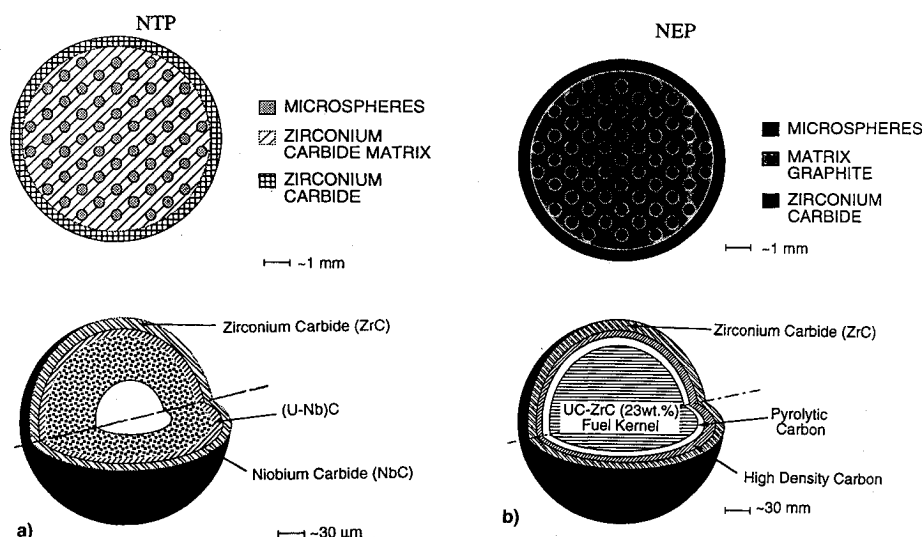 NTP
MICROSPHERES
ZIRCONIUM
CARBIDE MATRIX
ZIRCONIUM
CARBIDE
~1 mm
Zirconium Carbide (ZrC)
(U-Nb)C
Niobium Carbide (NbC)
a)
~30 µm
NEP
MICROSPHERES
MATRIX
GRAPHITE
ZIRCONIUM
CARBIDE
~1 mm
Zirconium Carbide (ZrC)
UC-ZrC (23wt.%)
Fuel Kernel
Pyrolytic
Carbon
High Density Carbon
b)
~30 mm